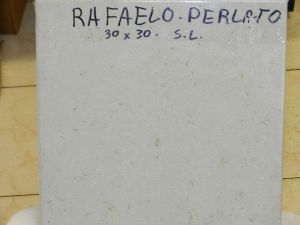 RAFAELO-PERLATO
30 x 30- S.L.